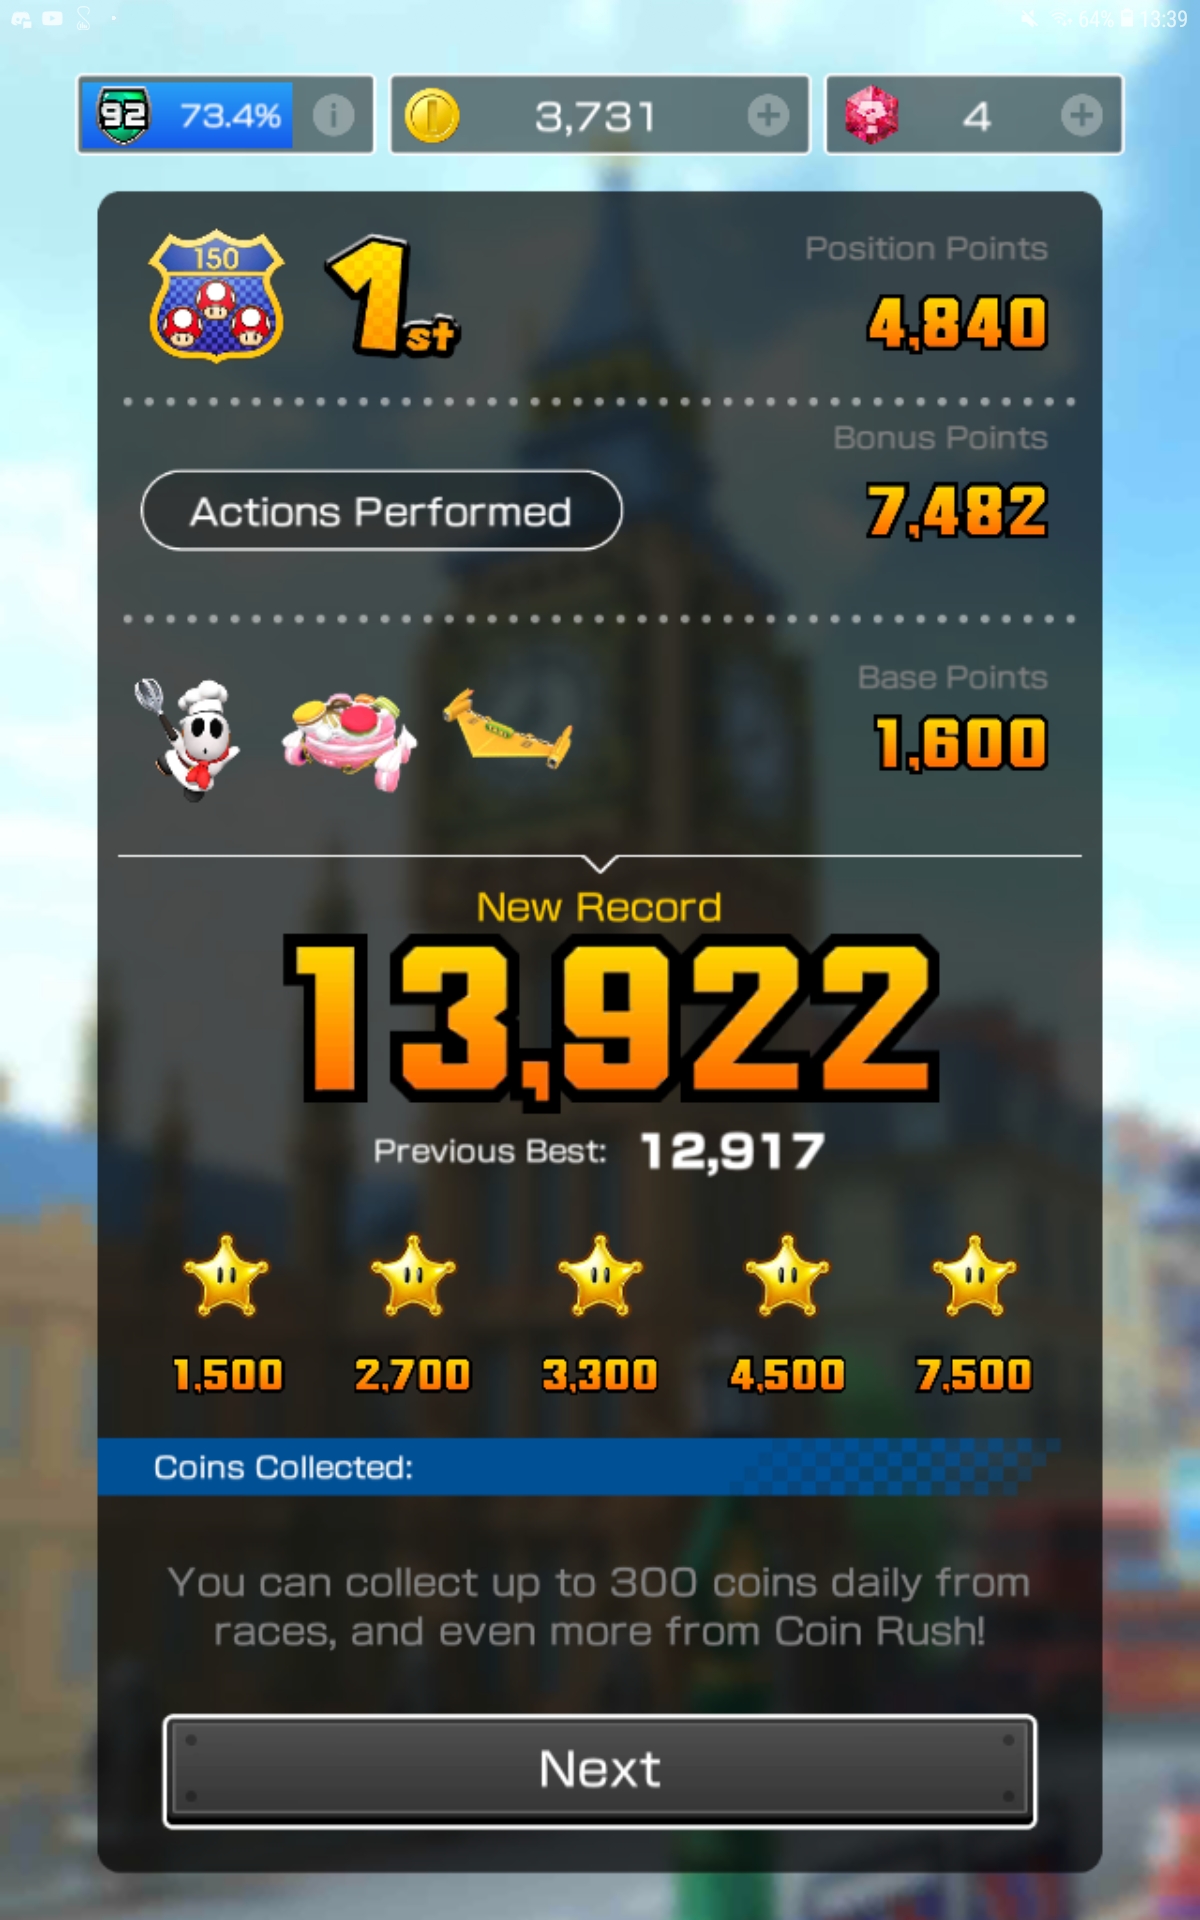 64% 13:39
92 73.4% i 3,731 + 4 +
150
1st
Position Points
4,840
Bonus Points
Actions Performed
7,482
Base Points
1,600
New Record
13,922
Previous Best: 12,917
1,500 2,700 3,300 4,500 7,500
Coins Collected:
You can collect up to 300 coins daily from
races, and even more from Coin Rush!
Next